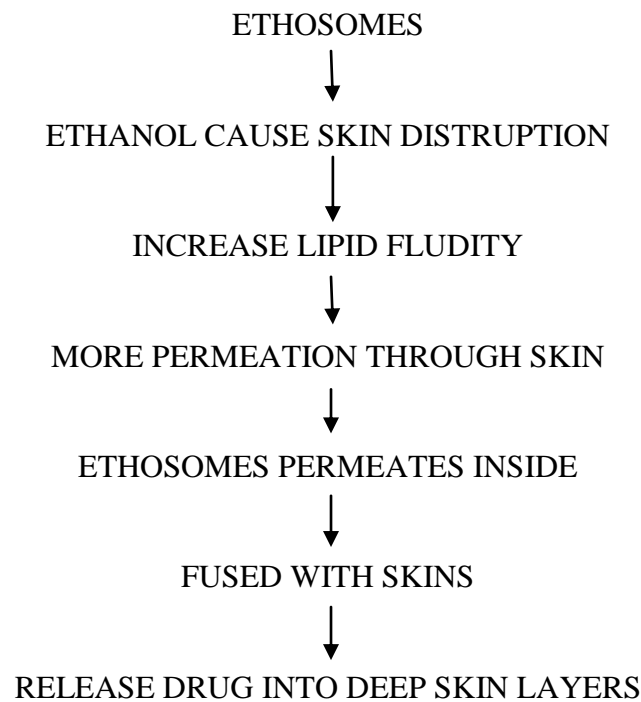 ETHOSOMES
ETHANOL CAUSE SKIN DISTRUPTION
INCREASE LIPID FLUDITY
MORE PERMEATION THROUGH SKIN
ETHOSOMES PERMEATES INSIDE
FUSED WITH SKINS
RELEASE DRUG INTO DEEP SKIN LAYERS